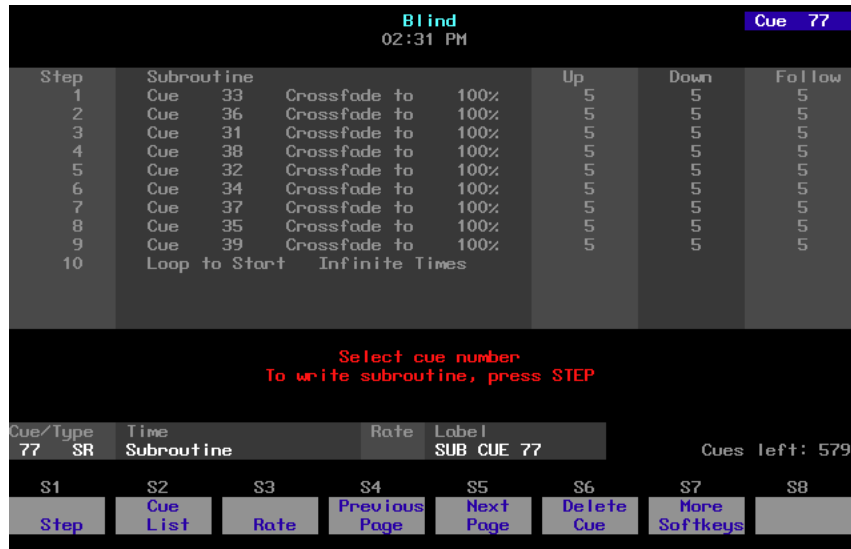 Blind
Cue 77
02:31 PM
Step Subroutine Up Down Follow
1 Cue 33 Crossfade to 100% 5 5 5
2 Cue 36 Crossfade to 100% 5 5 5
3 Cue 31 Crossfade to 100% 5 5 5
4 Cue 38 Crossfade to 100% 5 5 5
5 Cue 32 Crossfade to 100% 5 5 5
6 Cue 34 Crossfade to 100% 5 5 5
7 Cue 37 Crossfade to 100% 5 5 5
8 Cue 35 Crossfade to 100% 5 5 5
9 Cue 39 Crossfade to 100% 5 5 5
10 Loop to Start Infinite Times
Select cue number
To write subroutine, press STEP
Cue/Type Time Rate Label
77 SR Subroutine SUB CUE 77 Cues left: 579
S1 S2 S3 S4 S5 S6 S7 S8
Cue Previous Next Delete More
Step List Rate Page Page Cue Softkeys